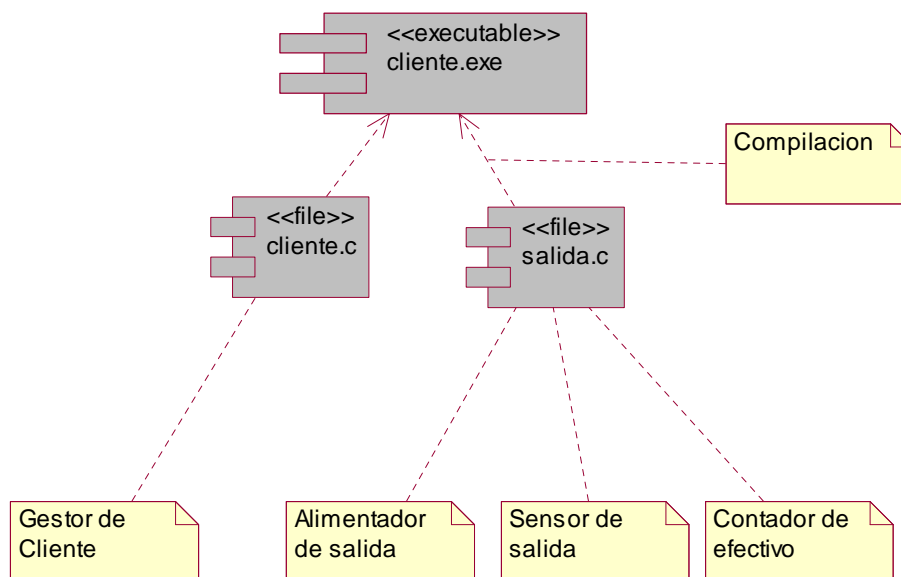 <<executable>>
cliente.exe
Compilacion
<<file>>
cliente.c
<<file>>
salida.c
Gestor de
Cliente
Alimentador
de salida
Sensor de
salida
Contador de
efectivo